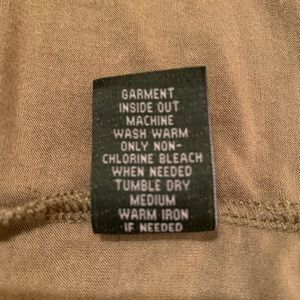 GARMENT
INSIDE OUT
MACHINE
WASH WARM
ONLY NON-
CHLORINE BLEACH
WHEN NEEDED
TUMBLE DRY
MEDIUM
WARM IRON
IF NEEDED